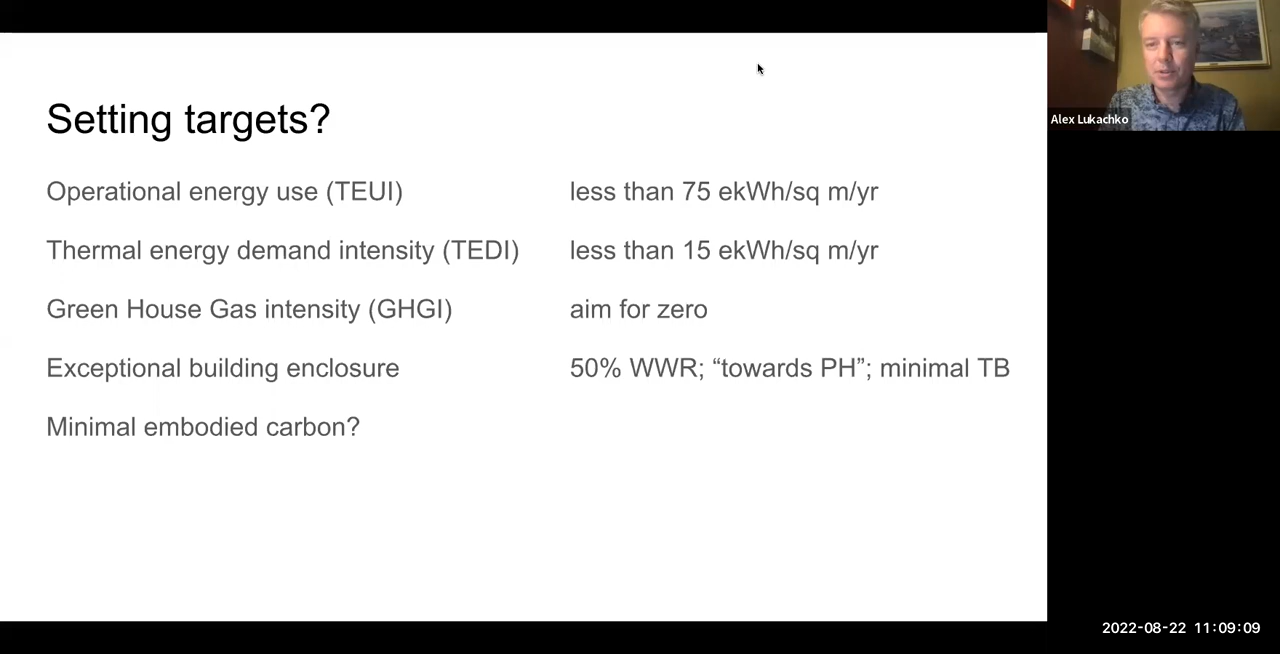 Setting targets?
Operational energy use (TEUI) less than 75 ekWh/sq m/yr
Thermal energy demand intensity (TEDI) less than 15 ekWh/sq m/yr
Green House Gas intensity (GHGI) aim for zero
Exceptional building enclosure 50% WWR; “towards PH”; minimal TB
Minimal embodied carbon?
Alex Lukachko
2022-08-22 11:09:09